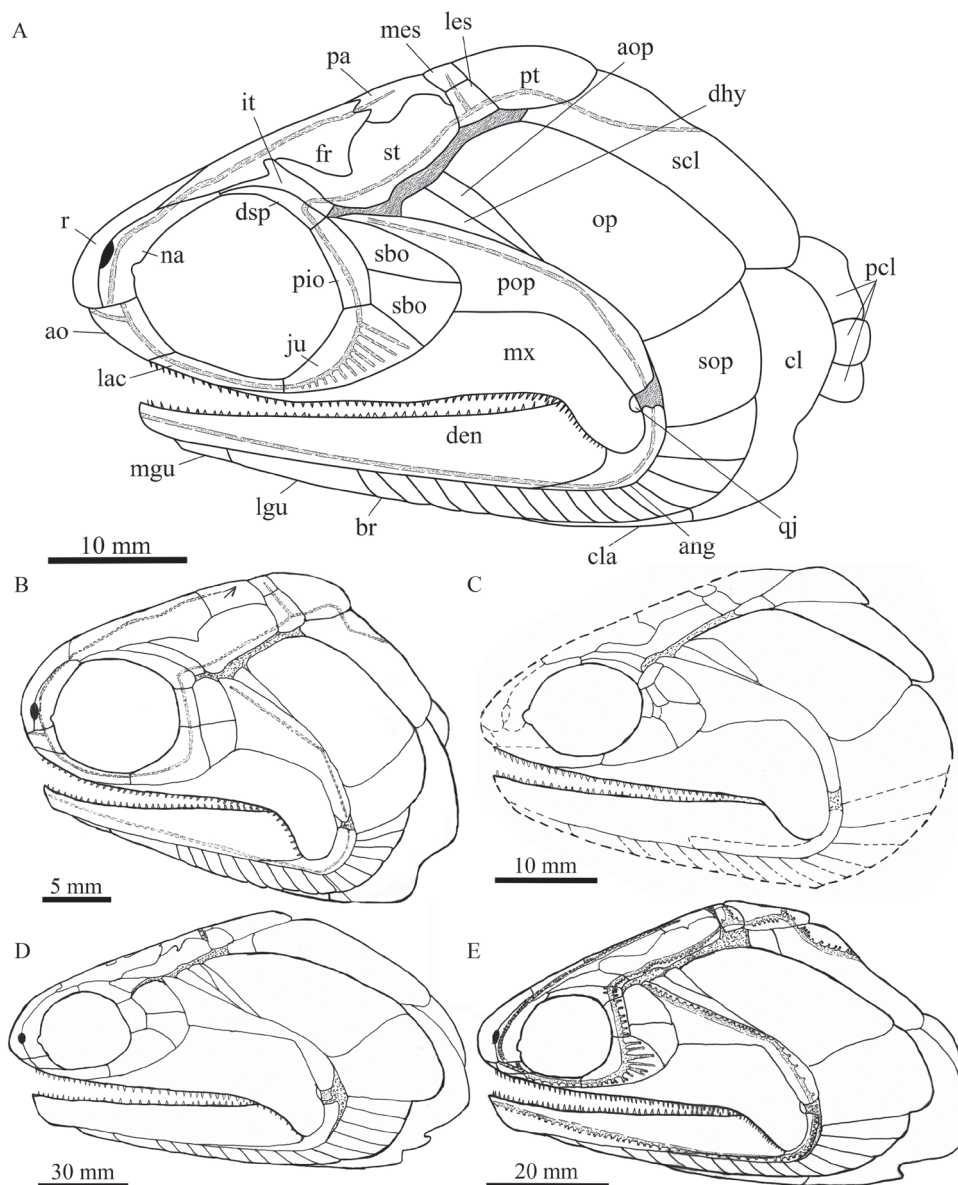 A
mes
les
pa
aop
pt
dhy
it
fr
st
scl
dsp
op
r
na
sbo
pcl
pio
sbo
pop
ao
ju
mx
sop
cl
lac
den
mgu
lgu
br
qj
ang
cla
10 mm
B
C
5 mm
10 mm
D
E
30 mm
20 mm